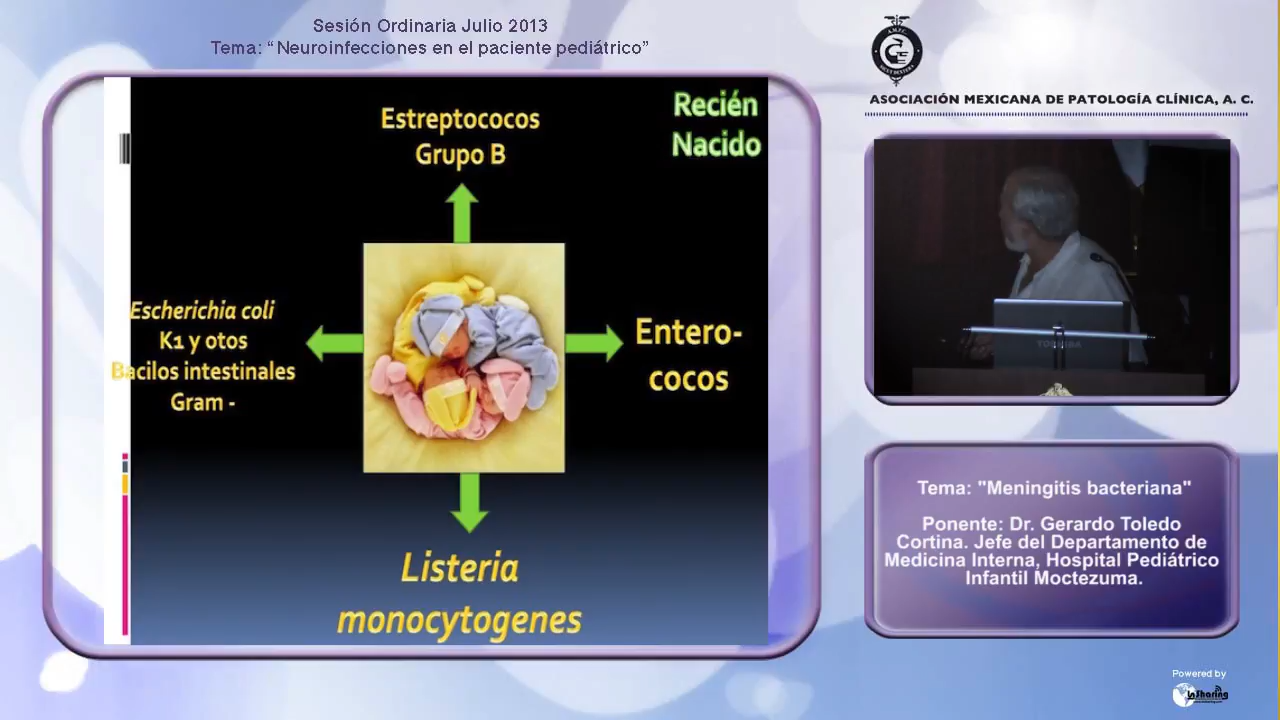 Sesión Ordinaria Julio 2013
Tema: “Neuroinfecciones en el paciente pediátrico”
Estreptococos
Grupo B
Recién
Nacido
Escherichia coli
K1 y otos
Bacilos intestinales
Gram -
Entero-
cocos
Listeria
monocytogenes
ASOCIACIÓN MEXICANA DE PATOLOGÍA CLÍNICA, A. C.
TOSHIBA
Tema: "Meningitis bacteriana"
Ponente: Dr. Gerardo Toledo
Cortina. Jefe del Departamento de
Medicina Interna, Hospital Pediátrico
Infantil Moctezuma.
Powered by
InSharing